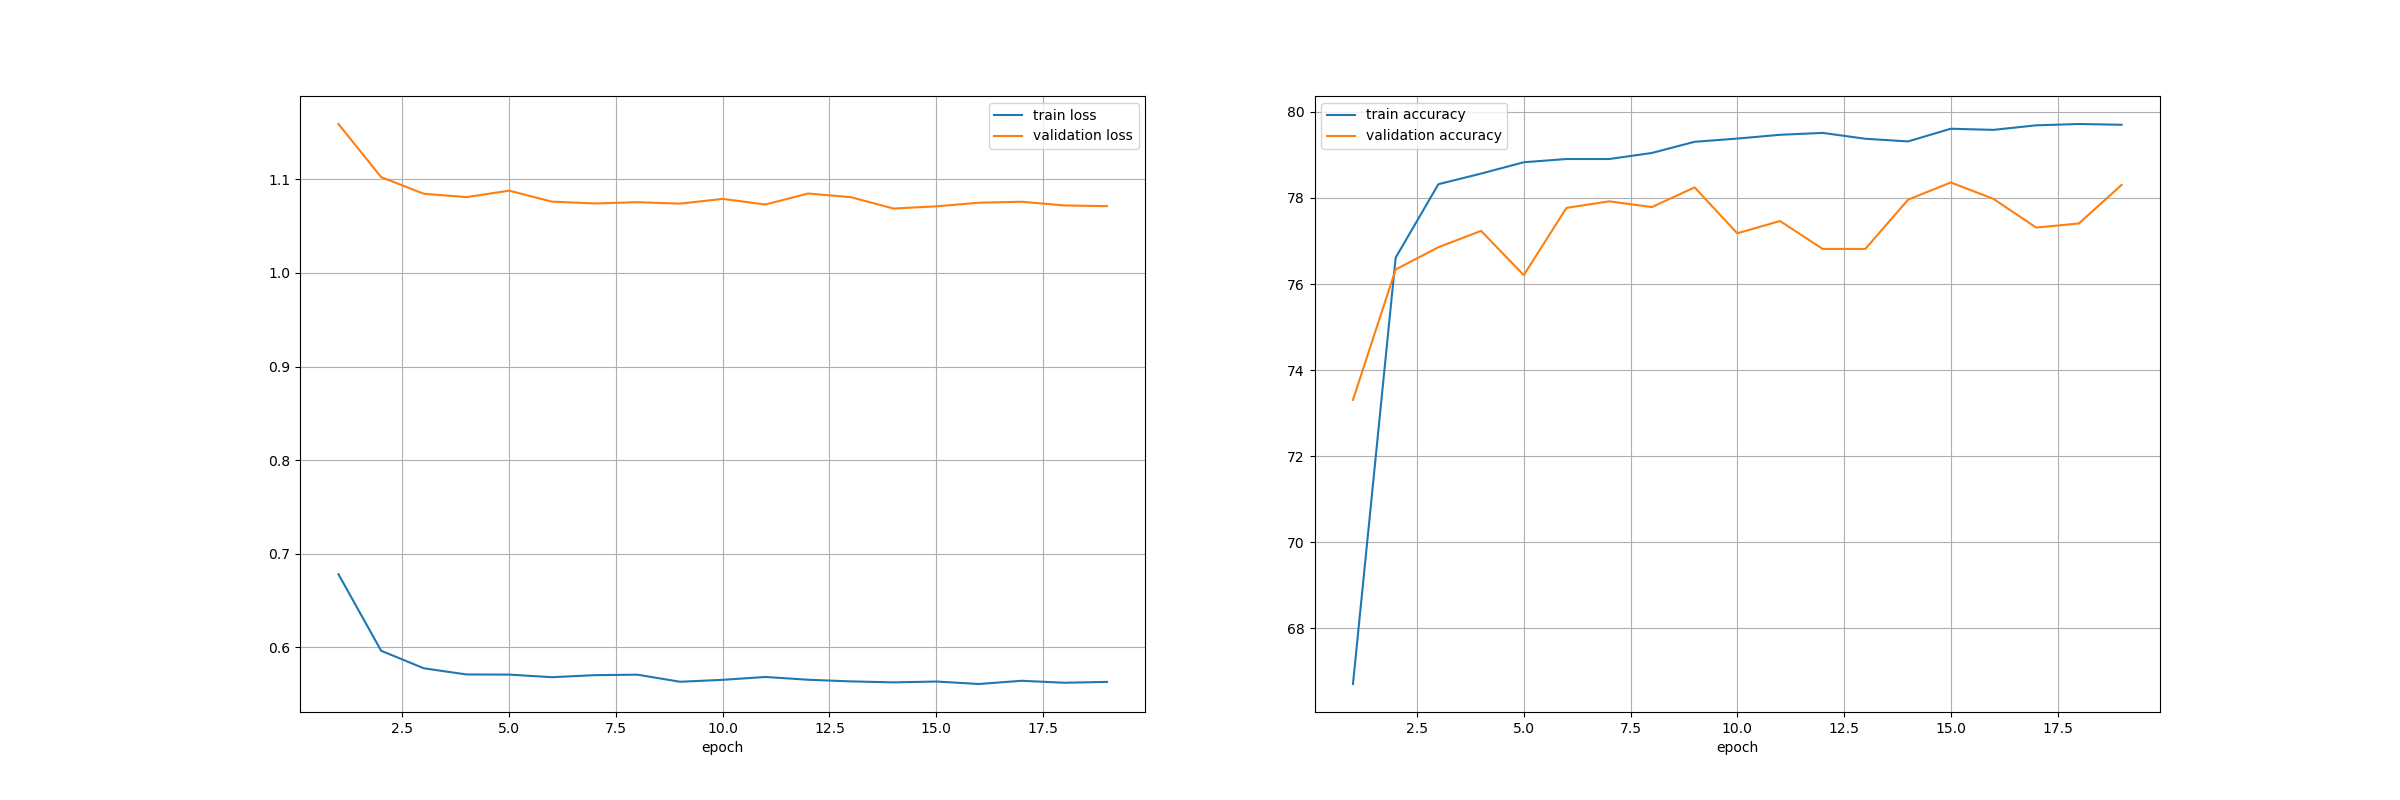 train loss
validation loss
1.1
1.0
0.9
0.8
0.7
0.6
2.5 5.0 7.5 10.0 12.5 15.0 17.5
epoch
train accuracy
validation accuracy
80
78
76
74
72
70
68
2.5 5.0 7.5 10.0 12.5 15.0 17.5
epoch